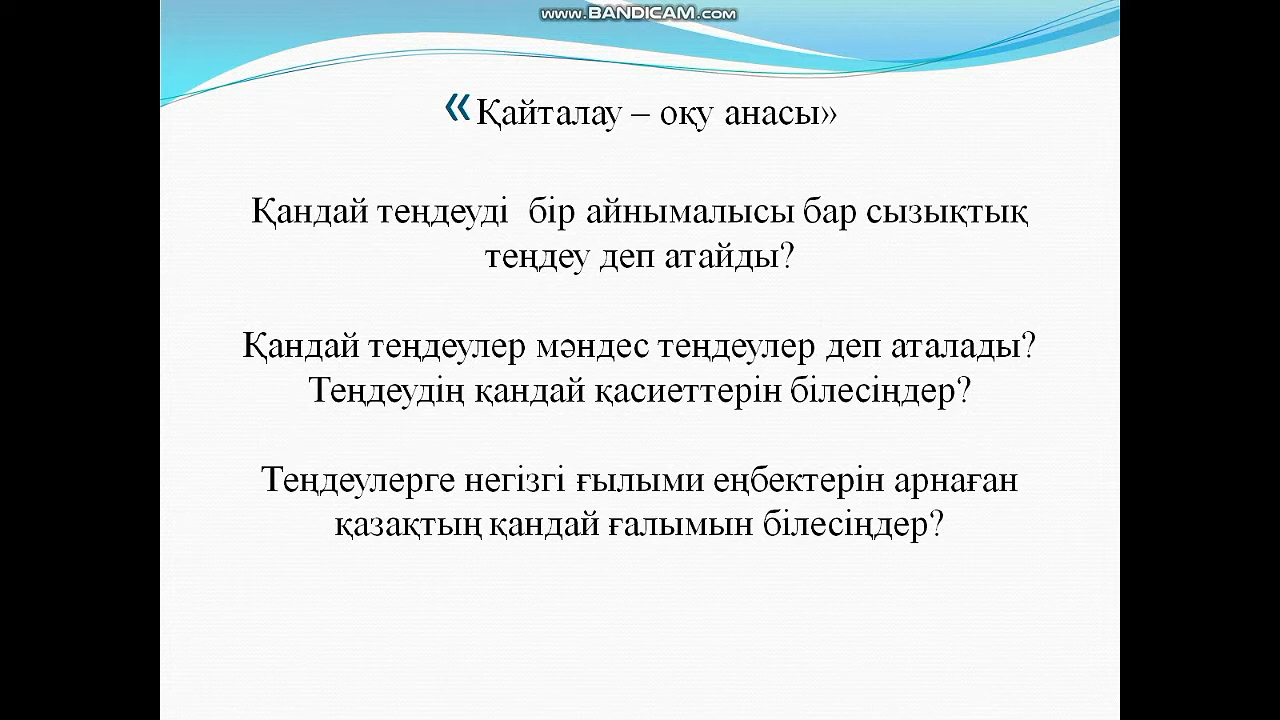 www.BANDICAM.com
«Қайталау – оқу анасы»
Қандай теңдеуді бір айнымалысы бар сызықтық
теңдеу деп атайды?
Қандай теңдеулер мәндес теңдеулер деп аталады?
Теңдеудің қандай қасиеттерін білесіңдер?
Теңдеулерге негізгі ғылыми еңбектерін арнаған
қазақтың қандай ғалымын білесіңдер?